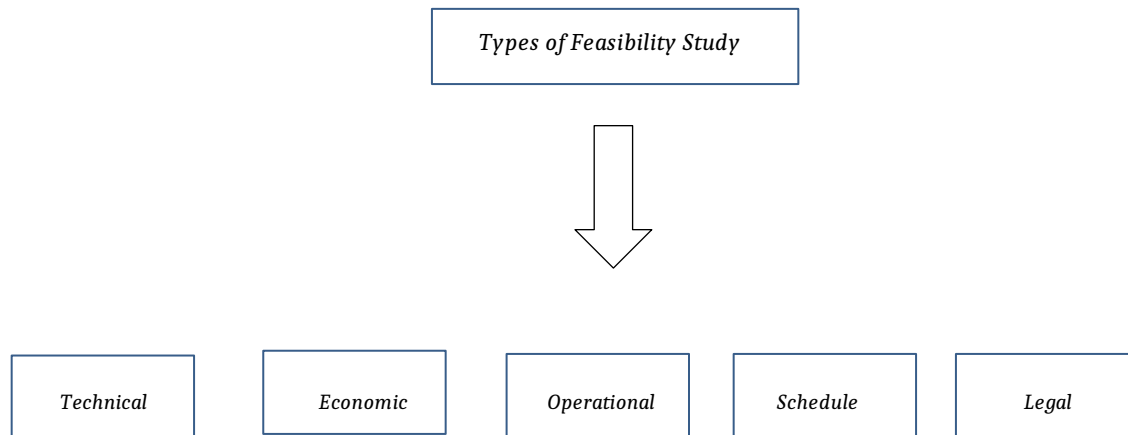 Types of Feasibility Study
Technical
Economic
Operational
Schedule
Legal